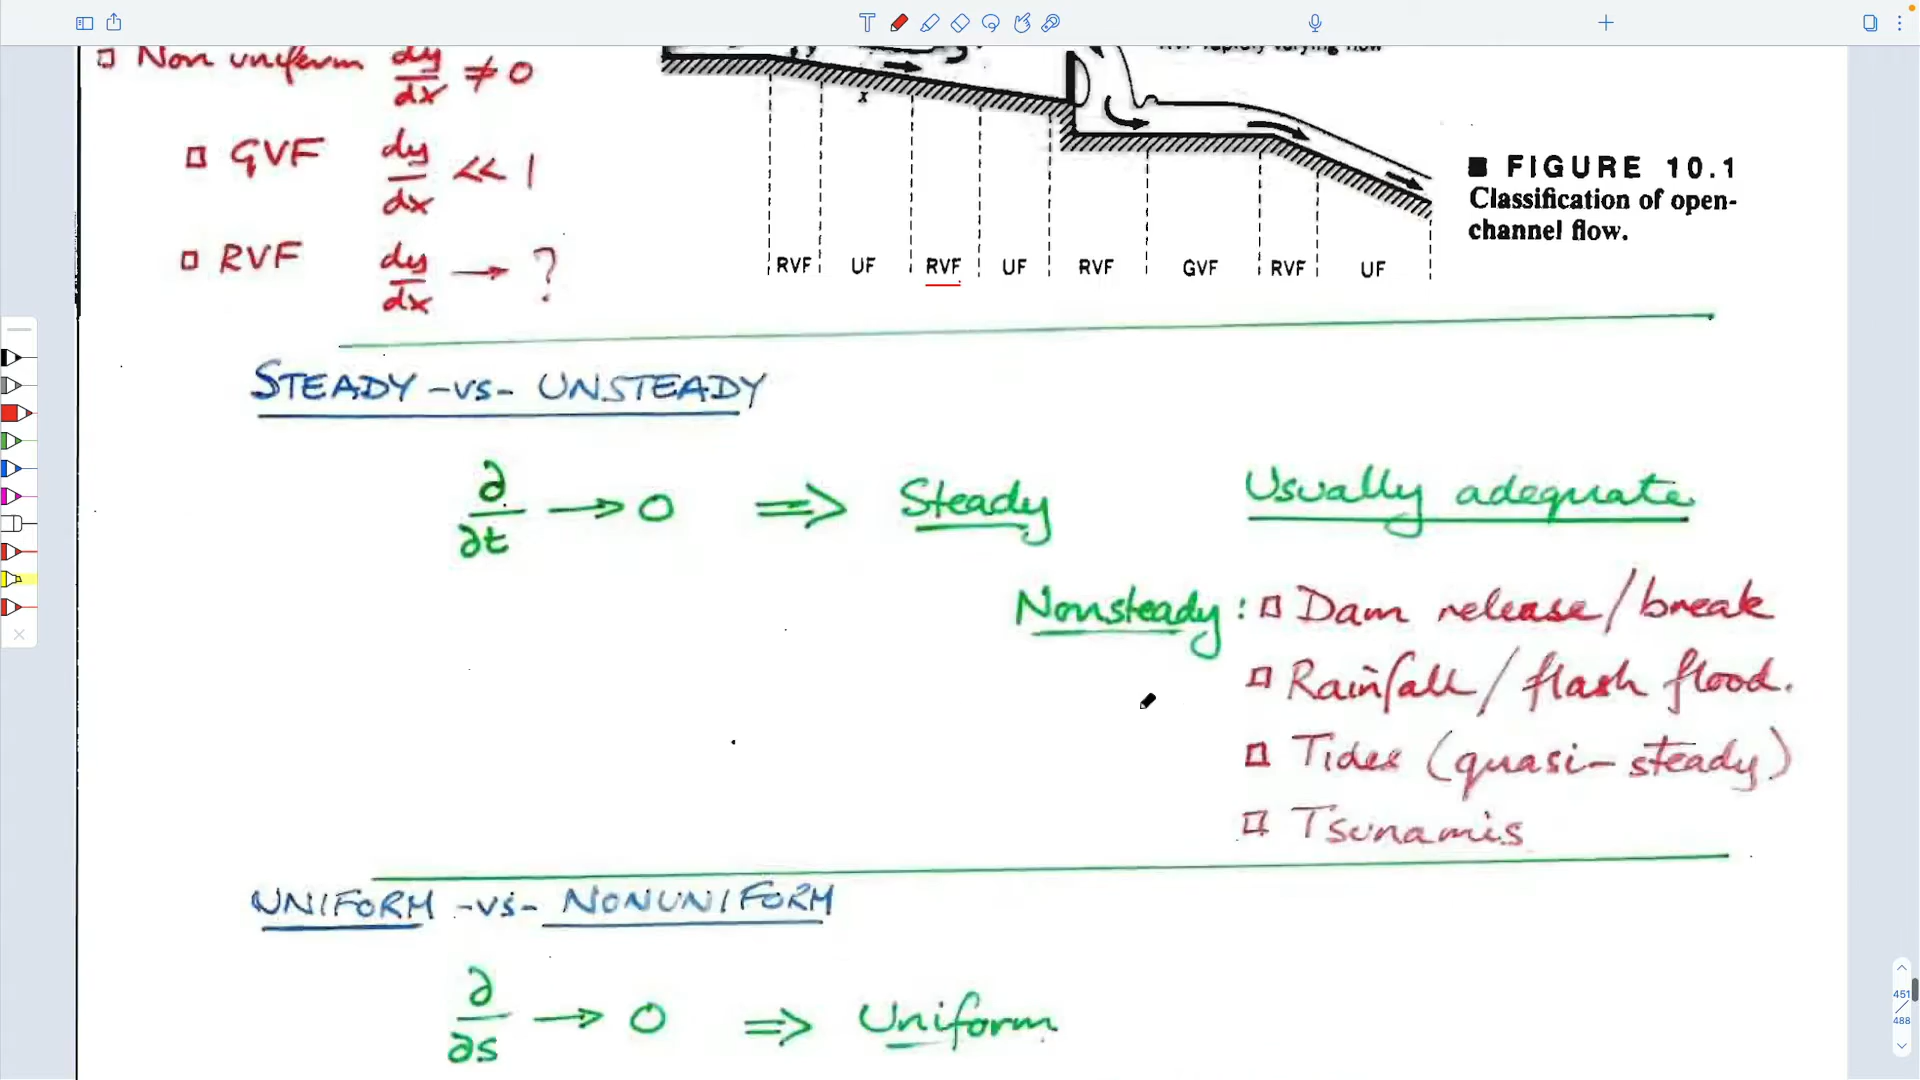 Non uniform dy/dx ≠ 0
GVF dy/dx << 1
RVF dy/dx → ?
x
RVF UF RVF UF RVF GVF RVF UF
FIGURE 10.1
Classification of open-
channel flow.
STEADY -vs- UNSTEADY
∂/∂t → 0 ⇒ Steady
Usually adequate
Nonsteady: Dam release/break
Rainfall/flash flood.
Tides (quasi-steady)
Tsunamis
UNIFORM -vs- NONUNIFORM
∂/∂s → 0 ⇒ Uniform
451
/
488